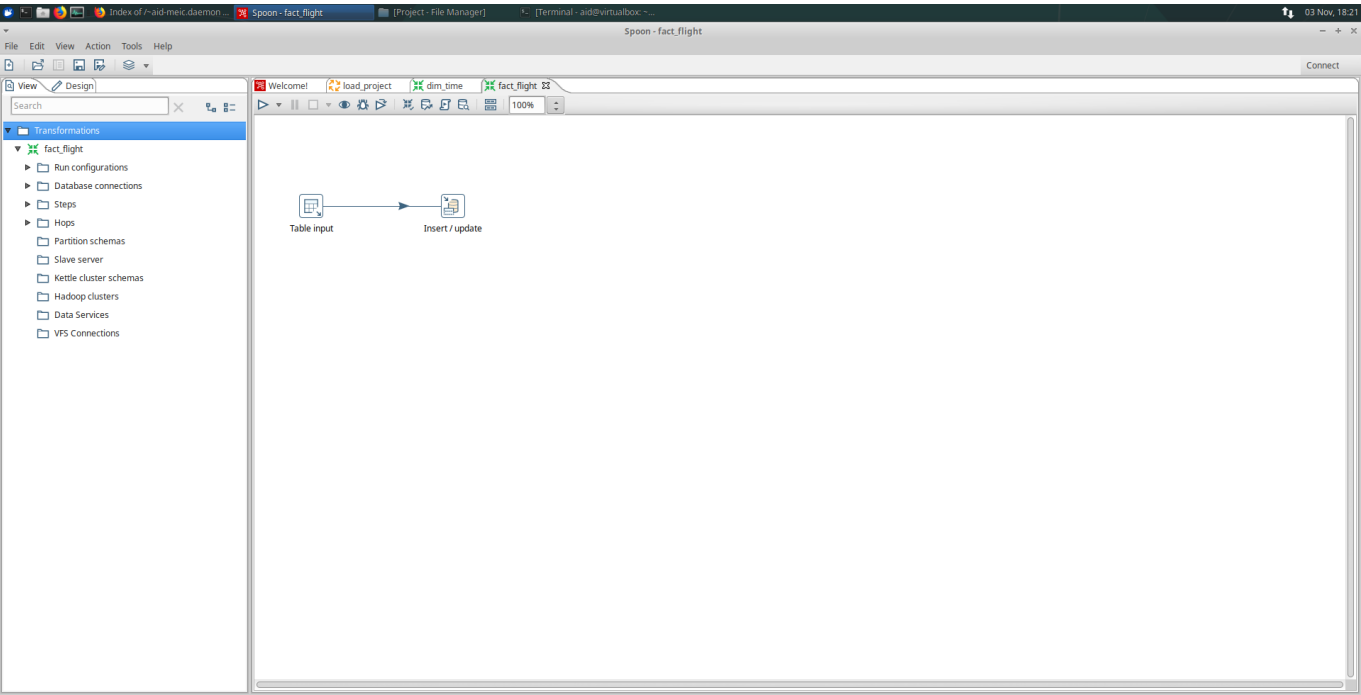 Index of /~aid-meic.daemon ...
Spoon - fact_flight
[Project - File Manager]
[Terminal - aid@virtualbox: ~...
03 Nov, 18:21
Spoon - fact_flight
File Edit View Action Tools Help
Connect
View Design
Welcome! load_project dim_time fact_flight
Search
100%
Transformations
fact_flight
Run configurations
Database connections
Steps
Hops
Partition schemas
Slave server
Kettle cluster schemas
Hadoop clusters
Data Services
VFS Connections
Table input
Insert / update